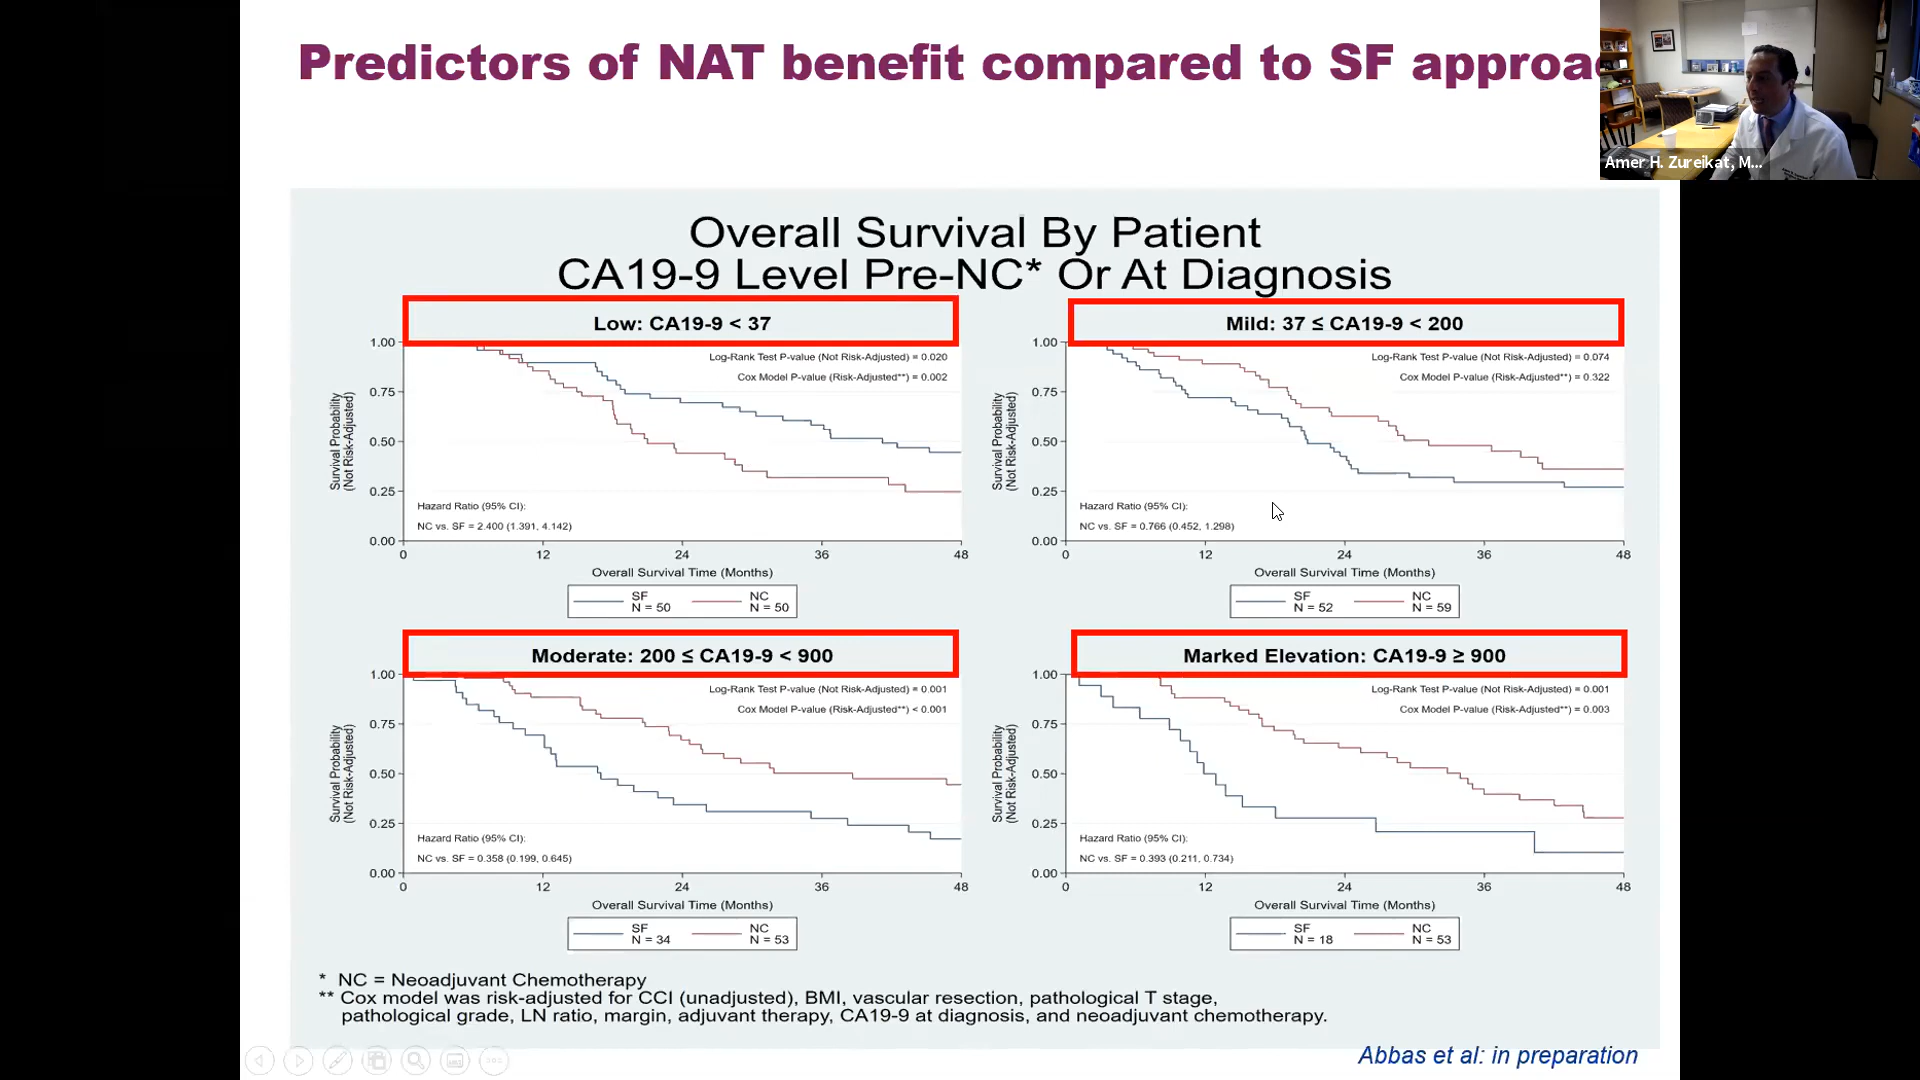 Predictors of NAT benefit compared to SF approa
Amer H. Zureikat, M...
Overall Survival By Patient
CA19-9 Level Pre-NC* Or At Diagnosis
Low: CA19-9 < 37
1.00
0.75
0.50
0.25
0.00
Survival Probability
(Not Risk-Adjusted)
Log-Rank Test P-value (Not Risk-Adjusted) = 0.020
Cox Model P-value (Risk-Adjusted**) = 0.002
Hazard Ratio (95% CI):
NC vs. SF = 2.400 (1.391, 4.142)
0 12 24 36 48
Overall Survival Time (Months)
SF NC
N = 50 N = 50
Mild: 37 ≤ CA19-9 < 200
1.00
0.75
0.50
0.25
0.00
Survival Probability
(Not Risk-Adjusted)
Log-Rank Test P-value (Not Risk-Adjusted) = 0.074
Cox Model P-value (Risk-Adjusted**) = 0.322
Hazard Ratio (95% CI):
NC vs. SF = 0.766 (0.452, 1.298)
0 12 24 36 48
Overall Survival Time (Months)
SF NC
N = 52 N = 59
Moderate: 200 ≤ CA19-9 < 900
1.00
0.75
0.50
0.25
0.00
Survival Probability
(Not Risk-Adjusted)
Log-Rank Test P-value (Not Risk-Adjusted) = 0.001
Cox Model P-value (Risk-Adjusted**) < 0.001
Hazard Ratio (95% CI):
NC vs. SF = 0.358 (0.199, 0.645)
0 12 24 36 48
Overall Survival Time (Months)
SF NC
N = 34 N = 53
Marked Elevation: CA19-9 ≥ 900
1.00
0.75
0.50
0.25
0.00
Survival Probability
(Not Risk-Adjusted)
Log-Rank Test P-value (Not Risk-Adjusted) = 0.001
Cox Model P-value (Risk-Adjusted**) = 0.003
Hazard Ratio (95% CI):
NC vs. SF = 0.393 (0.211, 0.734)
0 12 24 36 48
Overall Survival Time (Months)
SF NC
N = 18 N = 53
* NC = Neoadjuvant Chemotherapy
** Cox model was risk-adjusted for CCI (unadjusted), BMI, vascular resection, pathological T stage,
pathological grade, LN ratio, margin, adjuvant therapy, CA19-9 at diagnosis, and neoadjuvant chemotherapy.
Abbas et al: in preparation